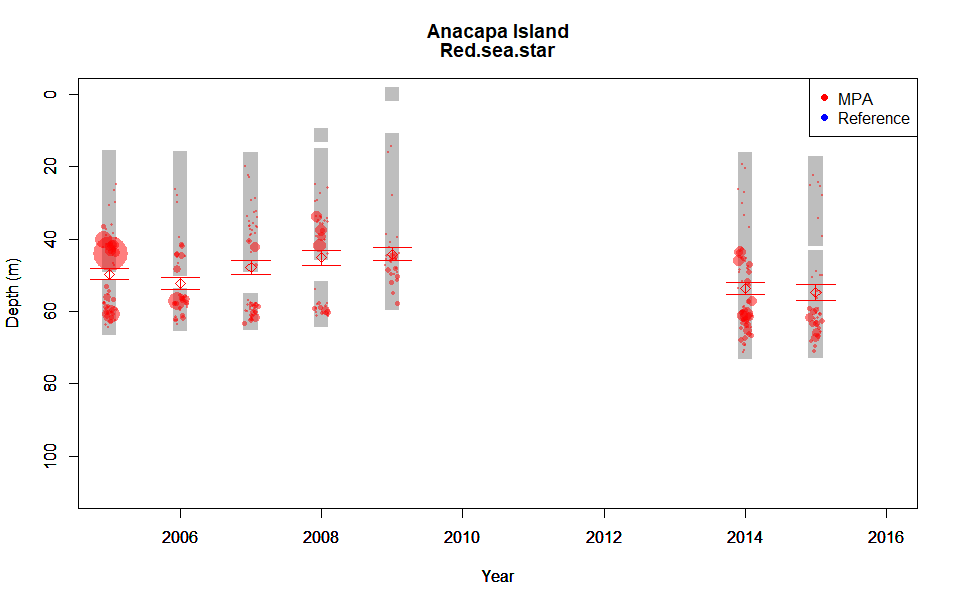 Anacapa Island
Red.sea.star
MPA
Reference
Depth (m)
0
20
40
60
80
100
2006
2008
2010
2012
2014
2016
Year